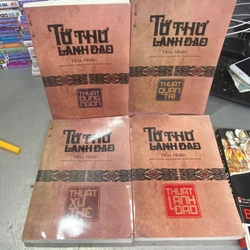 TỨ THƯ
LÃNH ĐẠO
Hòa Nhân
THUẬT
DỤNG
NGÔN
TỨ THƯ
LÃNH ĐẠO
Hòa Nhân
THUẬT
QUẢN
TRỊ
TỨ THƯ
LÃNH ĐẠO
Hòa Nhân
THUẬT
XỬ
THẾ
TỨ THƯ
LÃNH ĐẠO
Hòa Nhân
THUẬT
LÃNH
ĐẠO